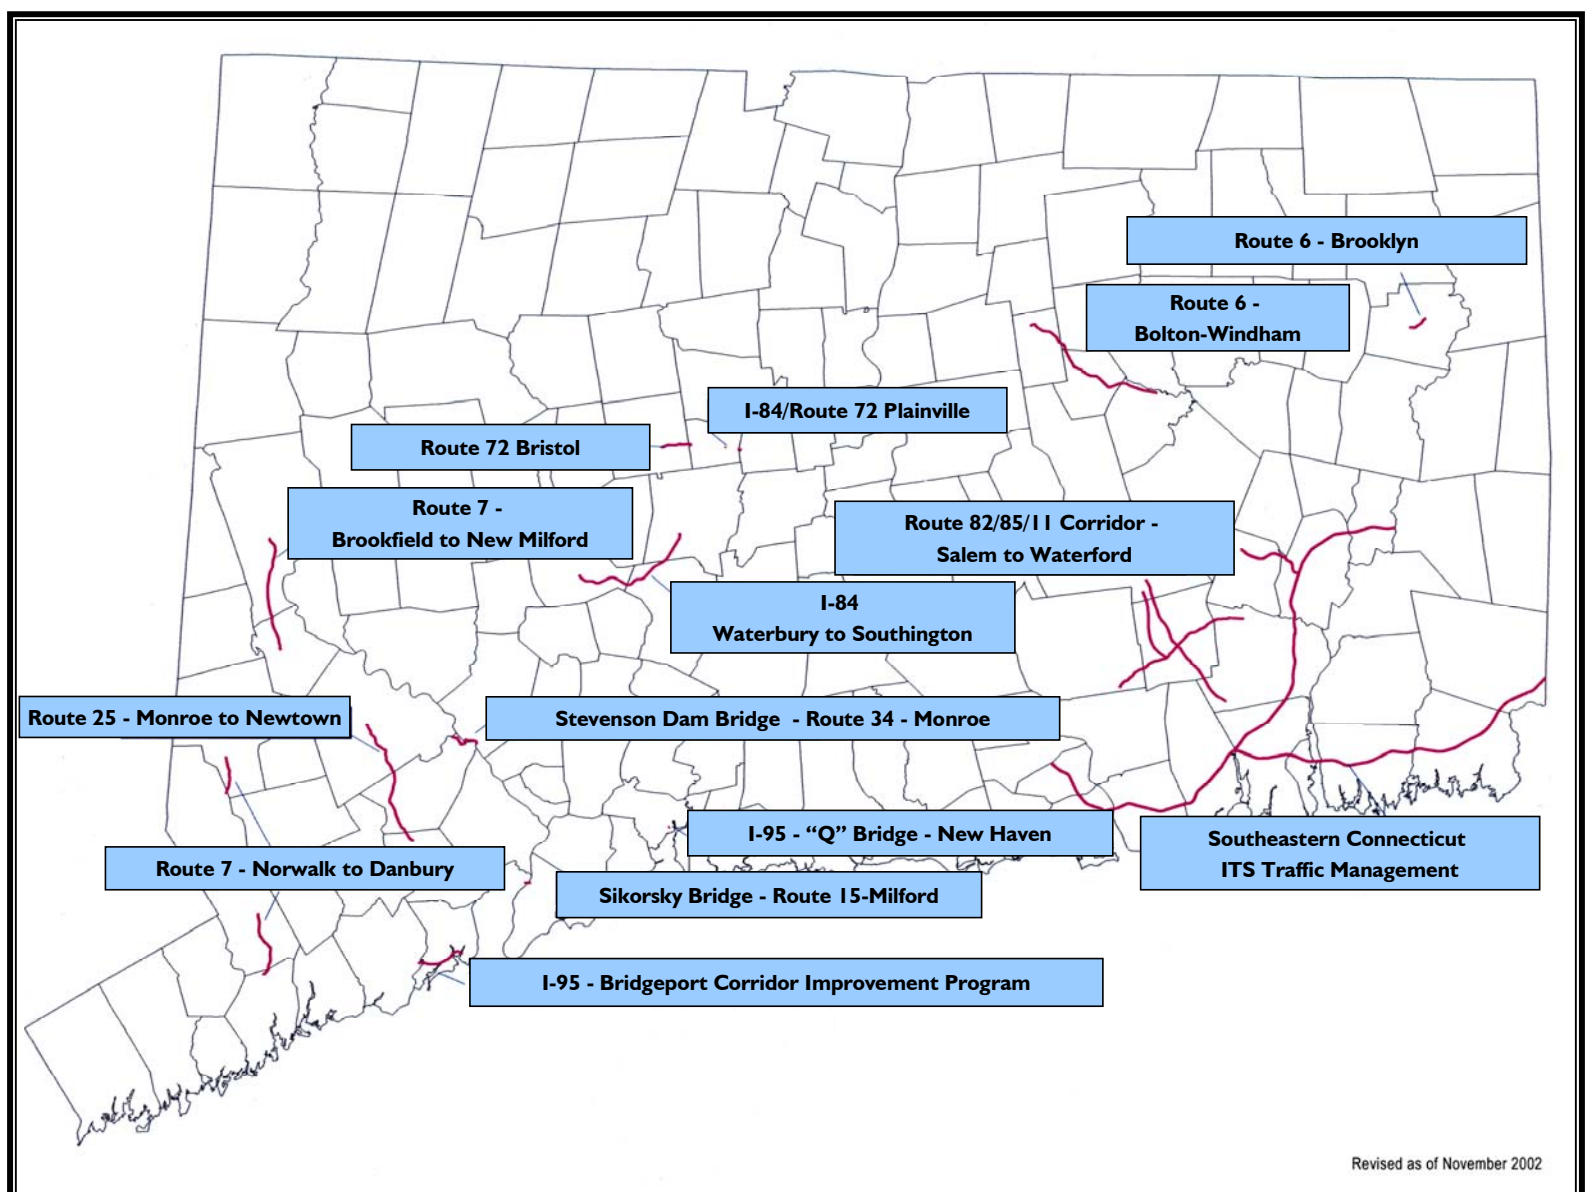 Route 6 - Brooklyn
Route 6 -
Bolton-Windham
I-84/Route 72 Plainville
Route 72 Bristol
Route 7 -
Brookfield to New Milford
Route 82/85/11 Corridor -
Salem to Waterford
I-84
Waterbury to Southington
Route 25 - Monroe to Newtown
Stevenson Dam Bridge - Route 34 - Monroe
I-95 - “Q” Bridge - New Haven
Southeastern Connecticut
ITS Traffic Management
Route 7 - Norwalk to Danbury
Sikorsky Bridge - Route 15-Milford
I-95 - Bridgeport Corridor Improvement Program
Revised as of November 2002